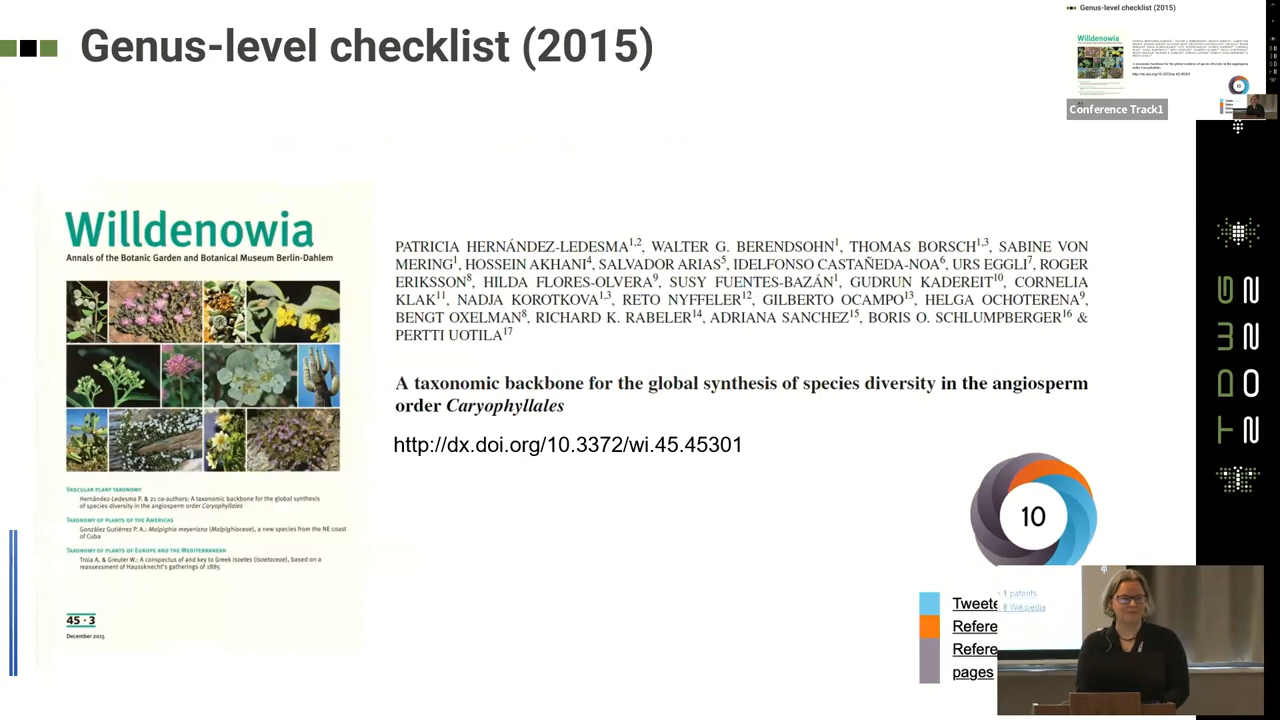 Genus-level checklist (2015)
Genus-level checklist (2015)
Willdenowia
Conference Track1
Willdenowia
Annals of the Botanic Garden and Botanical Museum Berlin-Dahlem
VASCULAR PLANT TAXONOMY
Hernández-Ledesma P. & 21 co-authors: A taxonomic backbone for the global synthesis
of species diversity in the angiosperm order Caryophyllales
TAXONOMY OF PLANTS OF THE AMERICAS
González Gutiérrez P. A.: Malpighia meyeriana (Malpighiaceae), a new species from the NE coast
of Cuba
TAXONOMY OF PLANTS OF EUROPE AND THE MEDITERRANEAN
Troia A. & Greuter W.: A conspectus of and key to Greek Isoetes (Isoetaceae), based on a
reassessment of Haussknecht's gatherings of 1885
45 · 3
December 2015
PATRICIA HERNÁNDEZ-LEDESMA1,2, WALTER G. BERENDSOHN1, THOMAS BORSCH1,3, SABINE VON
MERING1, HOSSEIN AKHANI4, SALVADOR ARIAS5, IDELFONSO CASTAÑEDA-NOA6, URS EGGLI7, ROGER
ERIKSSON8, HILDA FLORES-OLVERA9, SUSY FUENTES-BAZÁN1, GUDRUN KADEREIT10, CORNELIA
KLAK11, NADJA KOROTKOVA1,3, RETO NYFFELER12, GILBERTO OCAMPO13, HELGA OCHOTERENA9,
BENGT OXELMAN8, RICHARD K. RABELER14, ADRIANA SANCHEZ15, BORIS O. SCHLUMPBERGER16 &
PERTTI UOTILA17
A taxonomic backbone for the global synthesis of species diversity in the angiosperm
order Caryophyllales
http://dx.doi.org/10.3372/wi.45.45301
10
Tweete
Refere
Refere
pages
1 patents
8 Wikipedia